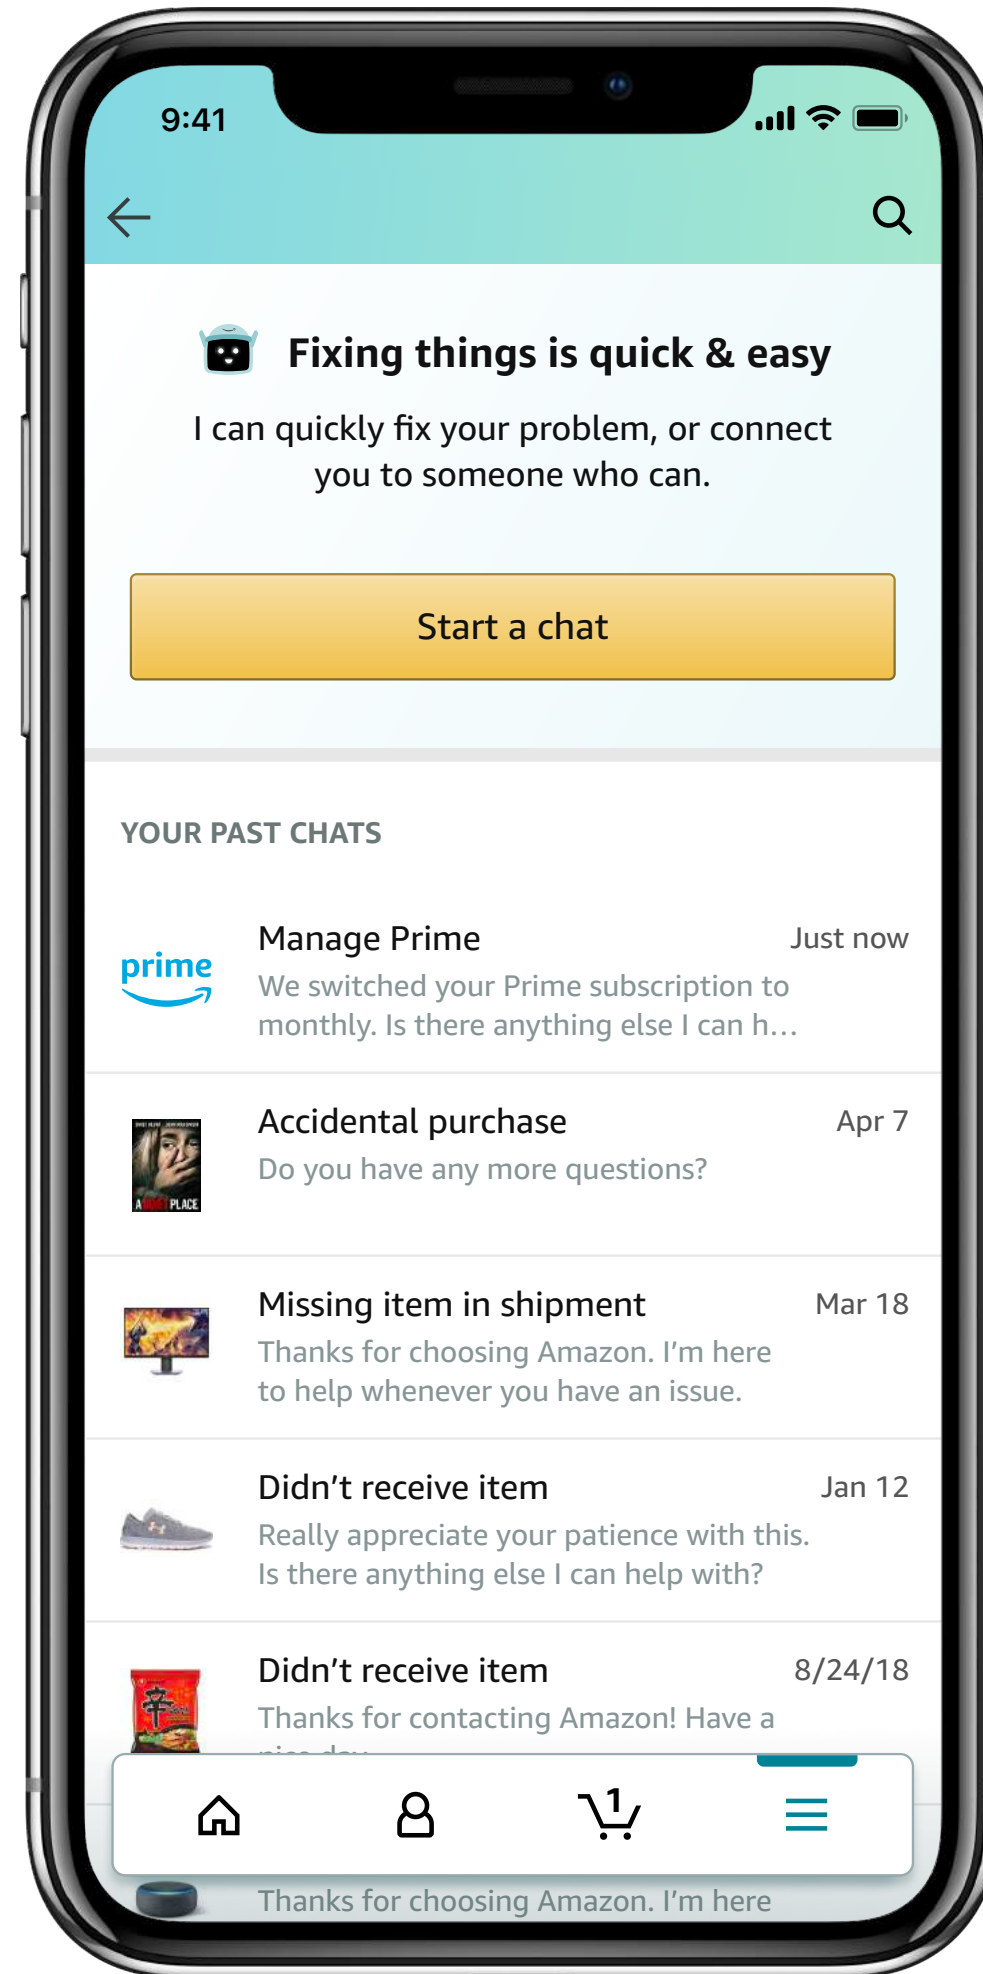 9:41
Fixing things is quick & easy
I can quickly fix your problem, or connect
you to someone who can.
Start a chat
YOUR PAST CHATS
prime
Manage Prime
Just now
We switched your Prime subscription to
monthly. Is there anything else I can h…
Accidental purchase
Apr 7
Do you have any more questions?
A QUIET PLACE
Missing item in shipment
Mar 18
Thanks for choosing Amazon. I'm here
to help whenever you have an issue.
Didn't receive item
Jan 12
Really appreciate your patience with this.
Is there anything else I can help with?
Didn't receive item
8/24/18
辛
Thanks for contacting Amazon! Have a
nice day
1
Thanks for choosing Amazon. I'm here